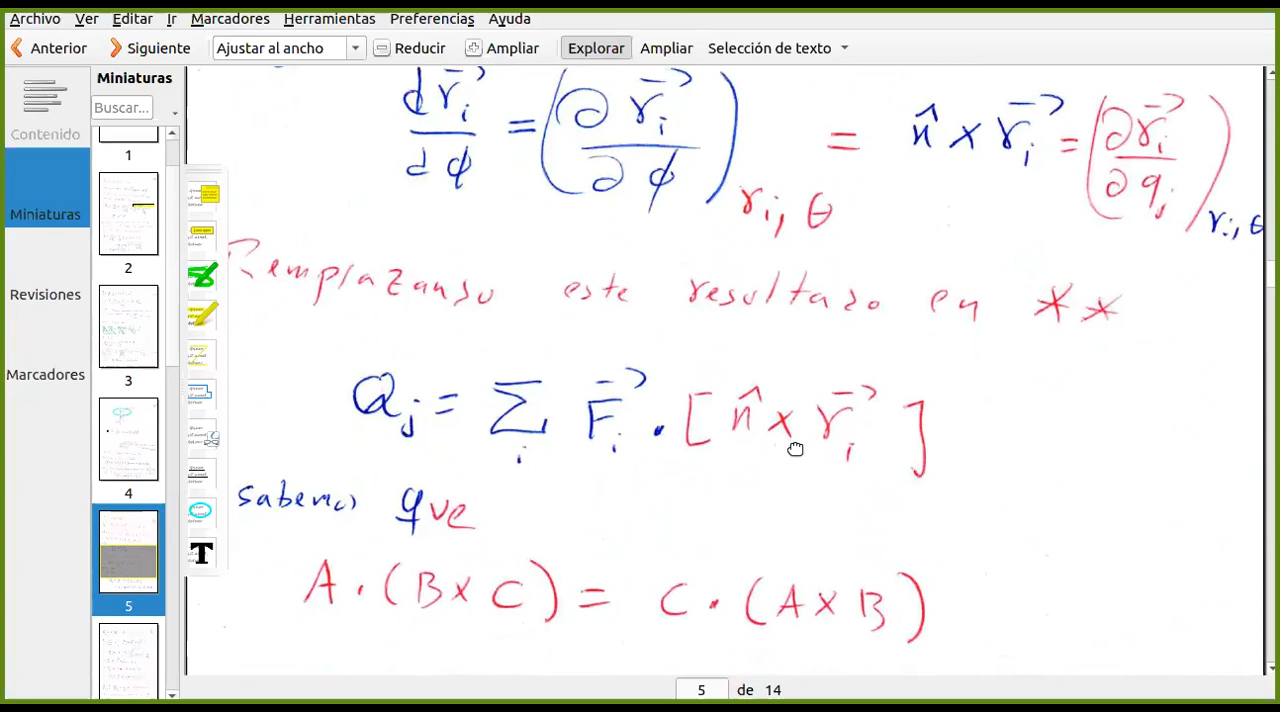 Archivo Ver Editar Ir Marcadores Herramientas Preferencias Ayuda
Anterior Siguiente Ajustar al ancho Reducir Ampliar Explorar Ampliar Selección de texto
Contenido
Miniaturas
Revisiones
Marcadores
Miniaturas
Buscar...
1
2
3
4
5
T
d r⃗ᵢ / dϕ = (∂ r⃗ᵢ / ∂ϕ) rᵢ, θ = n̂ × r⃗ᵢ = (∂r⃗ᵢ / ∂qⱼ) rᵢ, θ
Remplazando este resultado en **
Qⱼ = Σᵢ F⃗ᵢ · [n̂ × r⃗ᵢ]
sabemos que
A · (B × C) = C · (A × B)
5 de 14